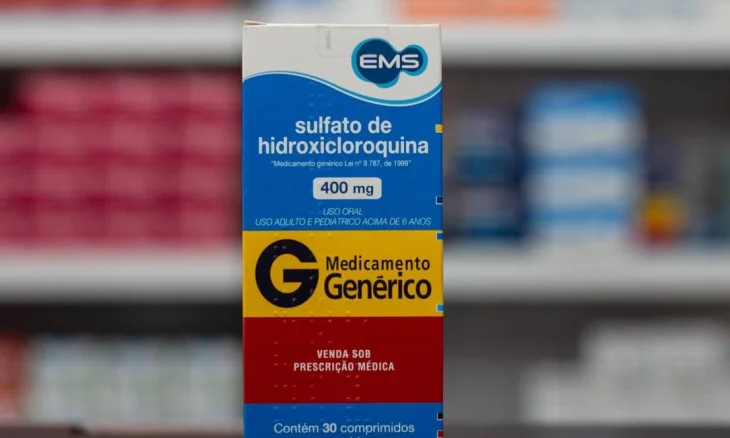 EMS
sulfato de
hidroxicloroquina
"Medicamento genérico Lei nº 9.787, de 1999"
400 mg
USO ORAL
USO ADULTO E PEDIÁTRICO ACIMA DE 6 ANOS
G Medicamento
Genérico
VENDA SOB
PRESCRIÇÃO MÉDICA
Contém 30 comprimidos